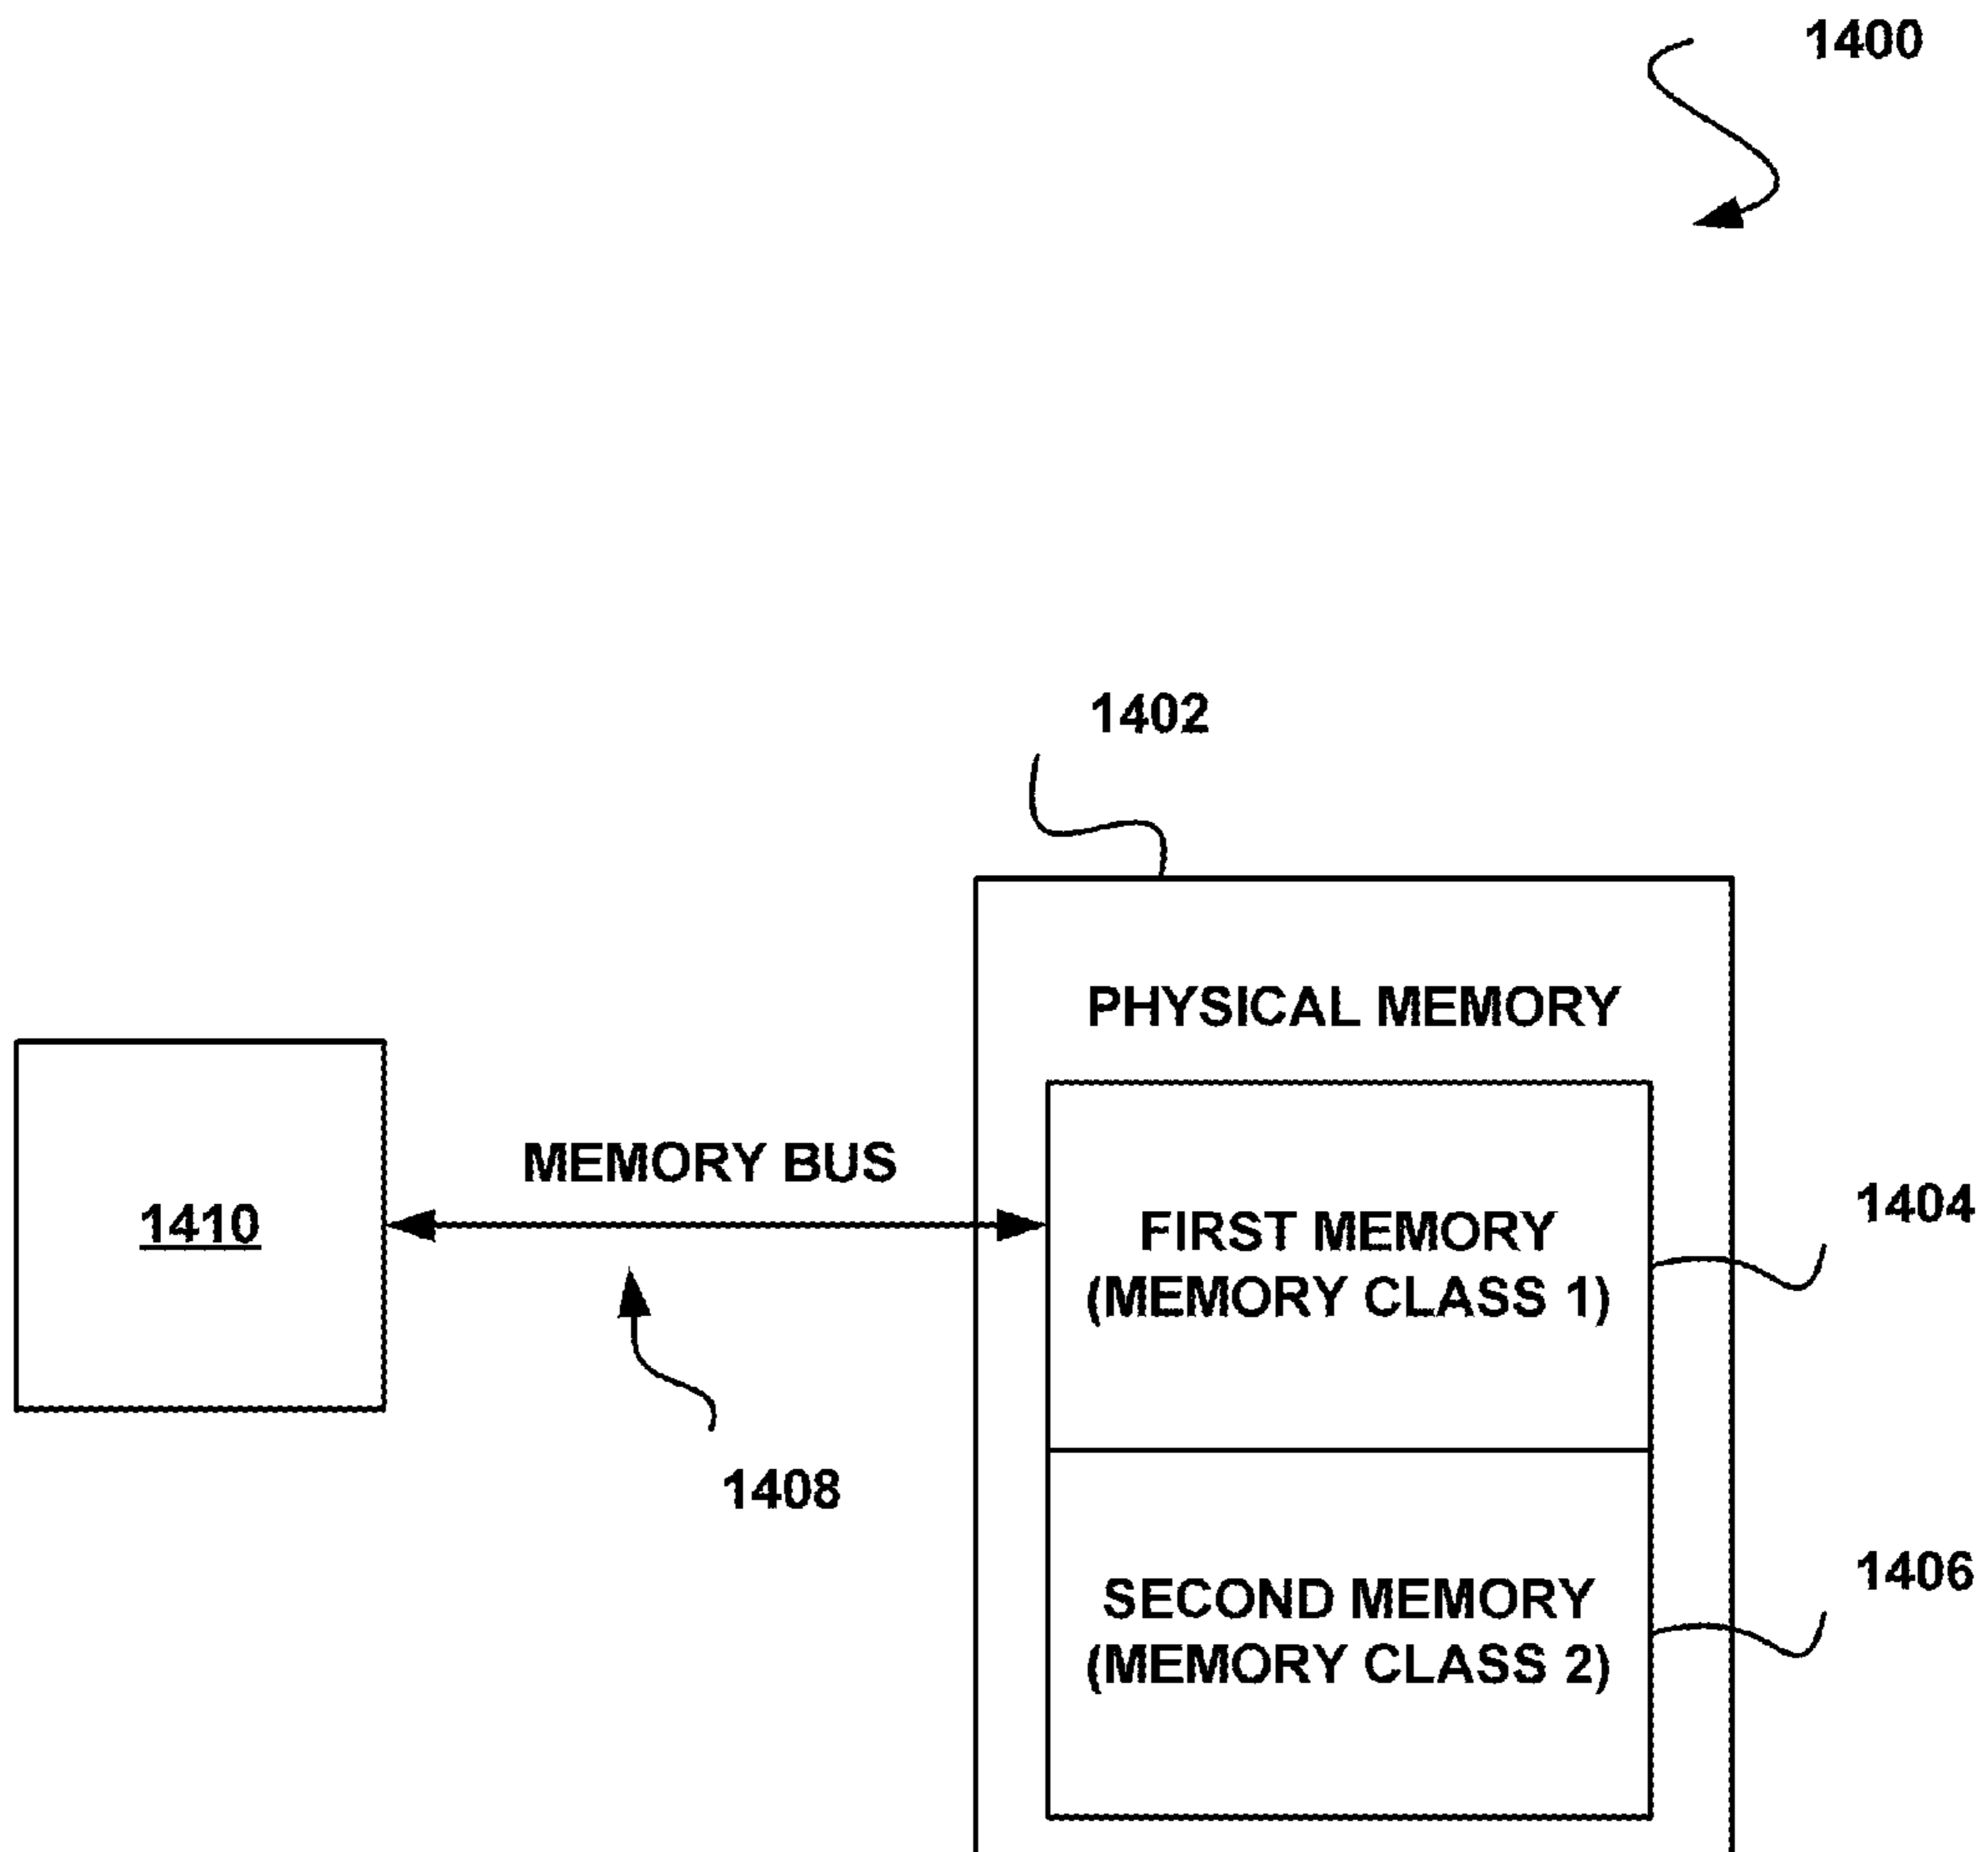 1400
1402
PHYSICAL MEMORY
MEMORY BUS
1410
FIRST MEMORY
(MEMORY CLASS 1)
1404
1408
SECOND MEMORY
(MEMORY CLASS 2)
1406